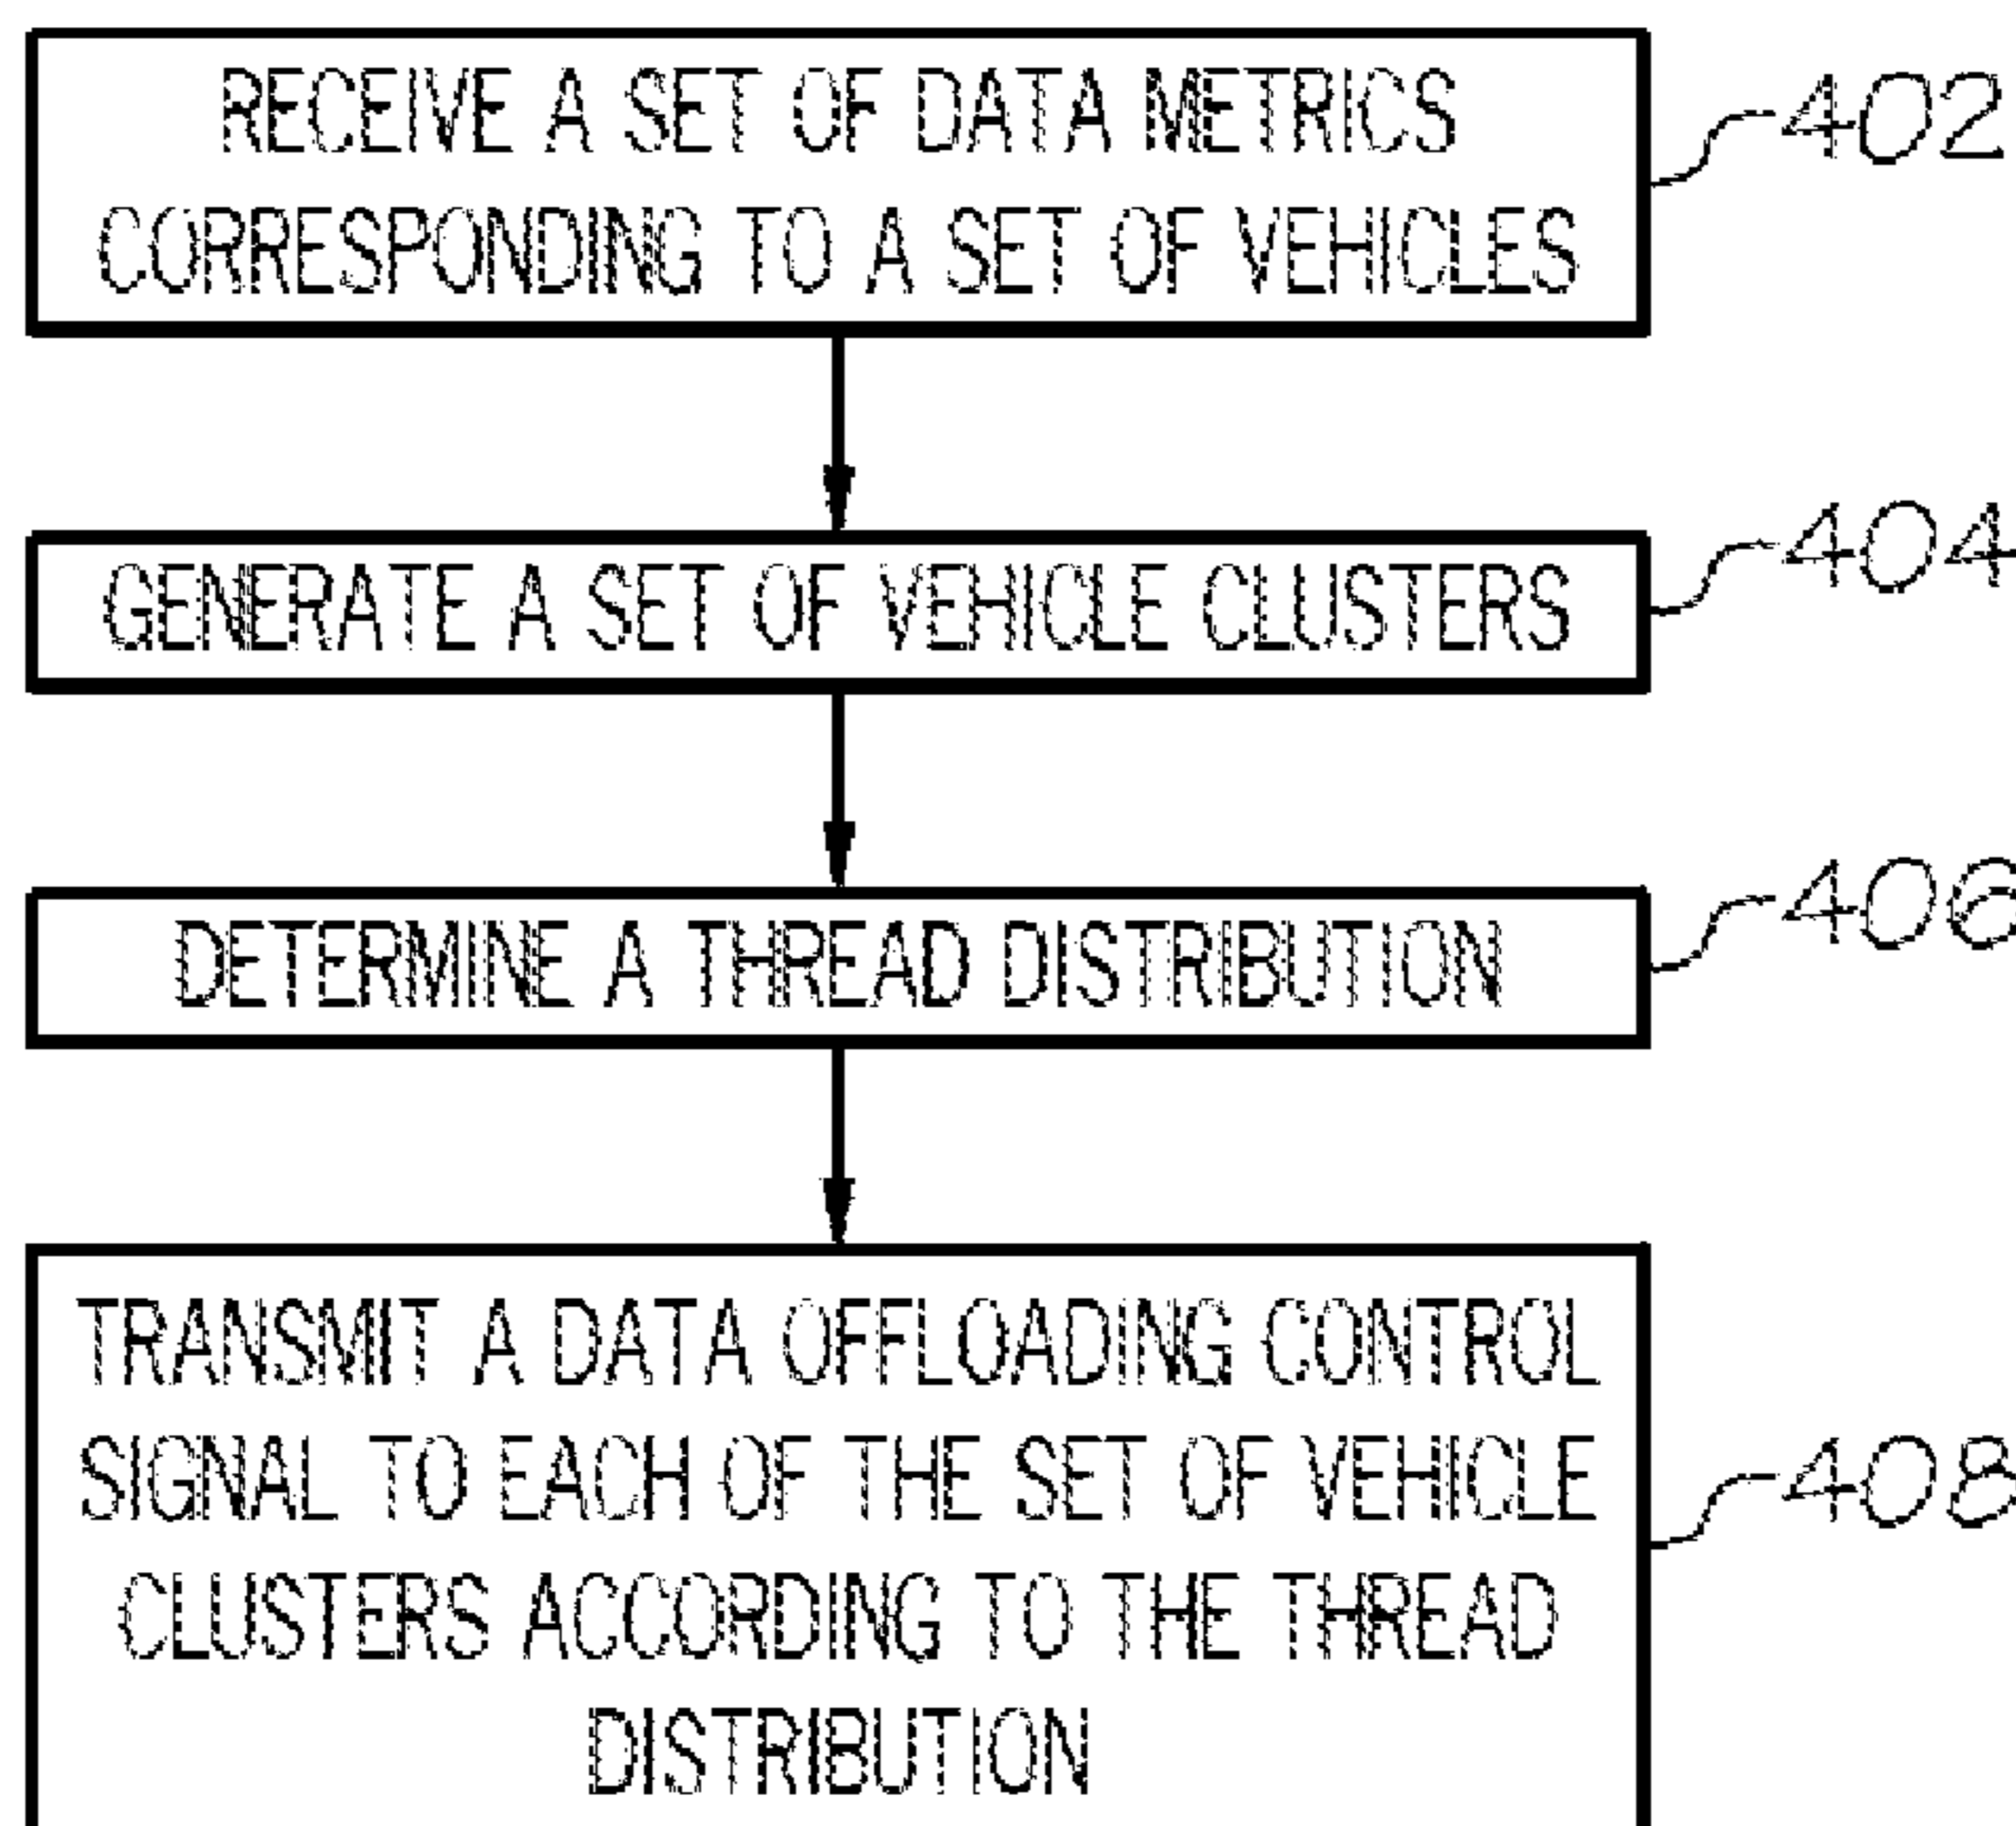 RECEIVE A SET OF DATA METRICS
CORRESPONDING TO A SET OF VEHICLES
402
GENERATE A SET OF VEHICLE CLUSTERS
404
DETERMINE A THREAD DISTRIBUTION
406
TRANSMIT A DATA OFFLOADING CONTROL
SIGNAL TO EACH OF THE SET OF VEHICLE
CLUSTERS ACCORDING TO THE THREAD
DISTRIBUTION
408